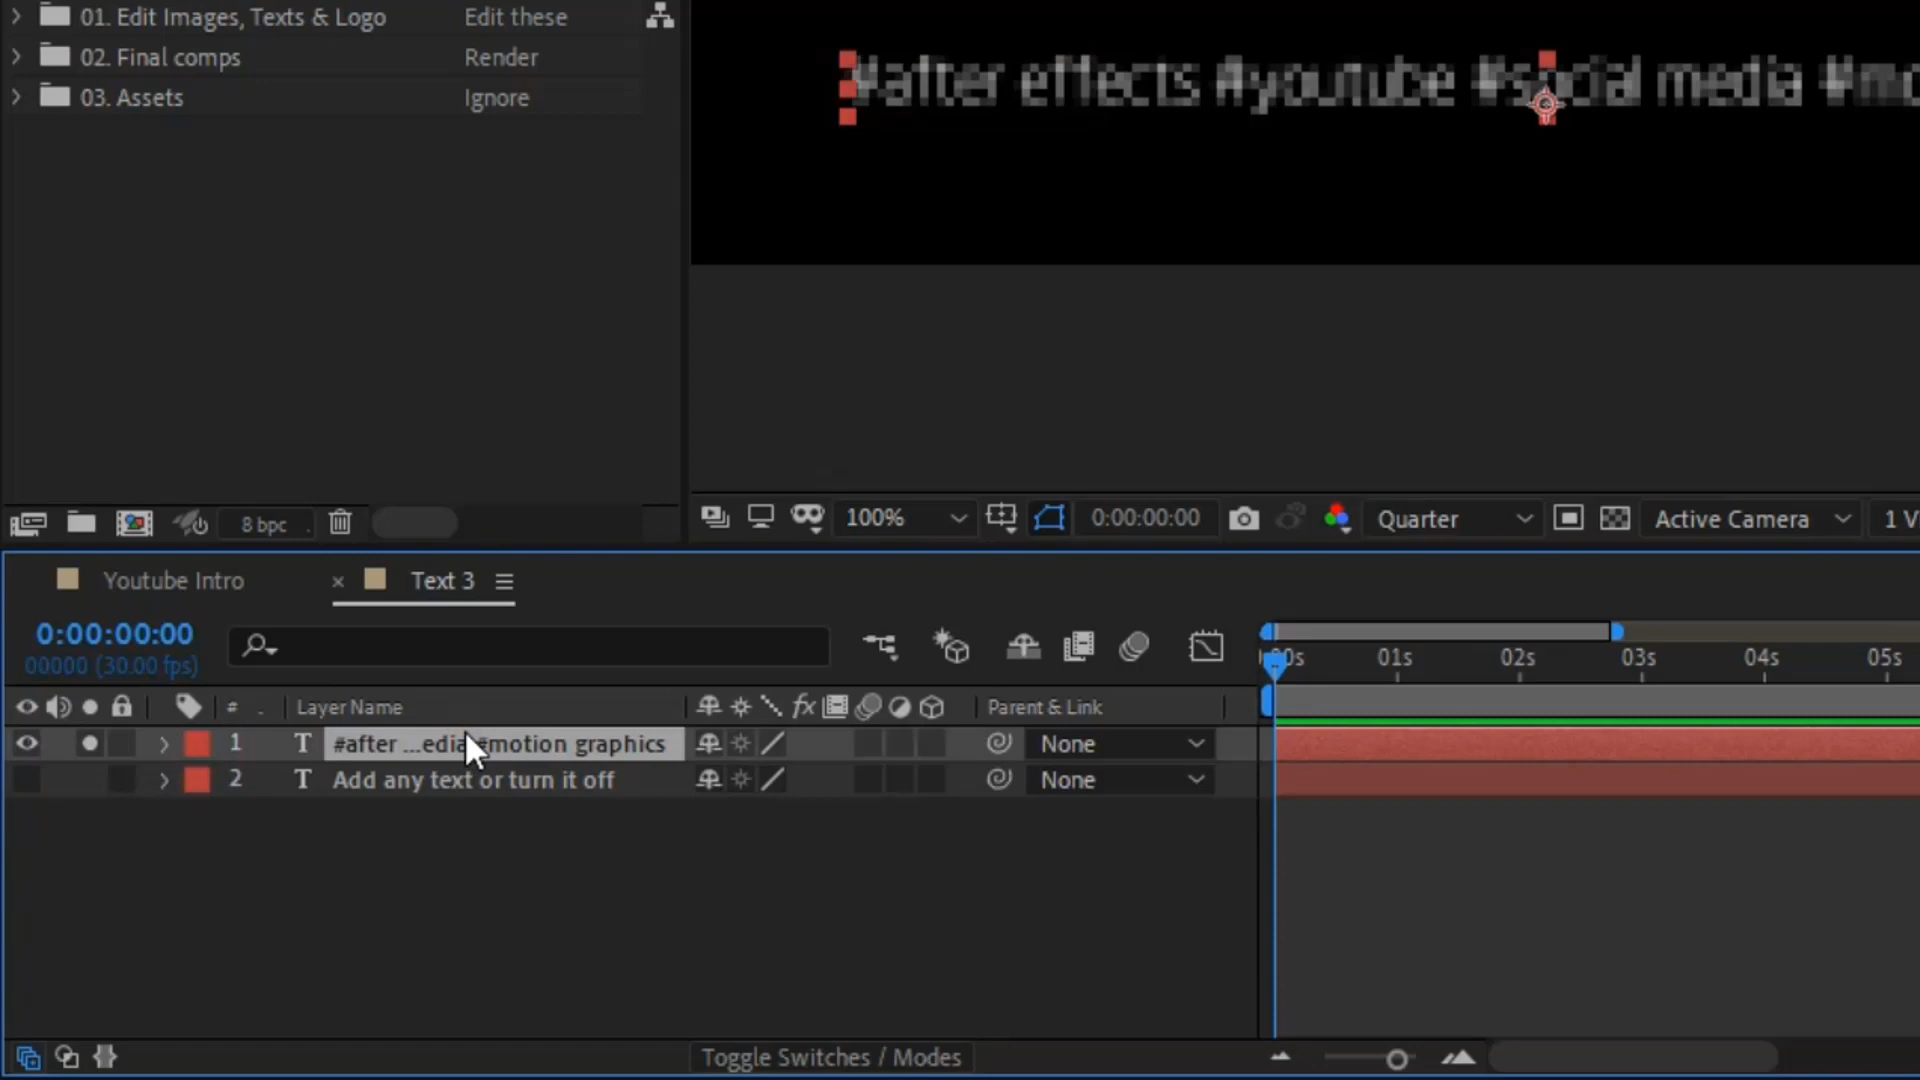 01. Edit Images, Texts & Logo Edit these
02. Final comps Render
03. Assets Ignore
#after effects #youtube #social media
8 bpc
100% 0:00:00:00 Quarter Active Camera 1 V
Youtube Intro × Text 3
0:00:00:00
00000 (30.00 fps)
01s 02s 03s 04s 05s
# . Layer Name fx Parent & Link
1 T #after ...edia #motion graphics None
2 T Add any text or turn it off None
Toggle Switches / Modes